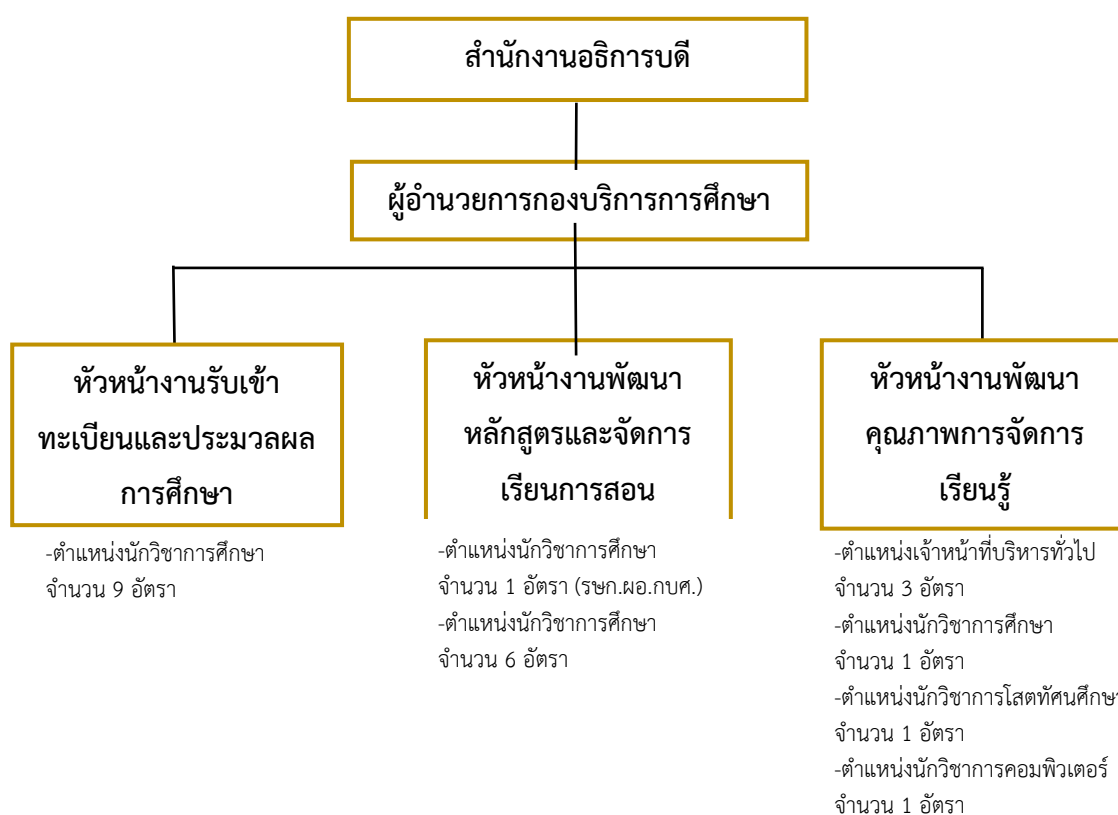 สำนักงานอธิการบดี
ผู้อำนวยการกองบริการการศึกษา
หัวหน้างานรับเข้า
ทะเบียนและประมวลผล
การศึกษา
-ตำแหน่งนักวิชาการศึกษา
จำนวน 9 อัตรา
หัวหน้างานพัฒนา
หลักสูตรและจัดการ
เรียนการสอน
-ตำแหน่งนักวิชาการศึกษา
จำนวน 1 อัตรา (รษก.ผอ.กบศ.)
-ตำแหน่งนักวิชาการศึกษา
จำนวน 6 อัตรา
หัวหน้างานพัฒนา
คุณภาพการจัดการ
เรียนรู้
-ตำแหน่งเจ้าหน้าที่บริหารทั่วไป
จำนวน 3 อัตรา
-ตำแหน่งนักวิชาการศึกษา
จำนวน 1 อัตรา
-ตำแหน่งนักวิชาการโสตทัศนศึกษา
จำนวน 1 อัตรา
-ตำแหน่งนักวิชาการคอมพิวเตอร์
จำนวน 1 อัตรา